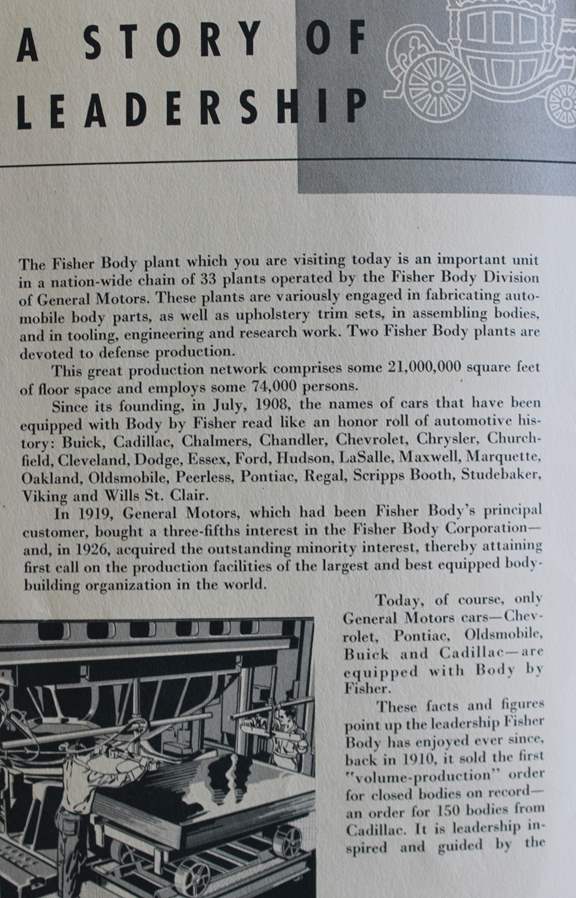 A STORY OF
LEADERSHIP
The Fisher Body plant which you are visiting today is an important unit
in a nation-wide chain of 33 plants operated by the Fisher Body Division
of General Motors. These plants are variously engaged in fabricating auto-
mobile body parts, as well as upholstery trim sets, in assembling bodies,
and in tooling, engineering and research work. Two Fisher Body plants are
devoted to defense production.
This great production network comprises some 21,000,000 square feet
of floor space and employs some 74,000 persons.
Since its founding, in July, 1908, the names of cars that have been
equipped with Body by Fisher read like an honor roll of automotive his-
tory: Buick, Cadillac, Chalmers, Chandler, Chevrolet, Chrysler, Church-
field, Cleveland, Dodge, Essex, Ford, Hudson, LaSalle, Maxwell, Marquette,
Oakland, Oldsmobile, Peerless, Pontiac, Regal, Scripps Booth, Studebaker,
Viking and Wills St. Clair.
In 1919, General Motors, which had been Fisher Body's principal
customer, bought a three-fifths interest in the Fisher Body Corporation—
and, in 1926, acquired the outstanding minority interest, thereby attaining
first call on the production facilities of the largest and best equipped body-
building organization in the world.
Today, of course, only
General Motors cars—Chev-
rolet, Pontiac, Oldsmobile,
Buick and Cadillac—are
equipped with Body by
Fisher.
These facts and figures
point up the leadership Fisher
Body has enjoyed ever since,
back in 1910, it sold the first
"volume-production" order
for closed bodies on record—
an order for 150 bodies from
Cadillac. It is leadership in-
spired and guided by the